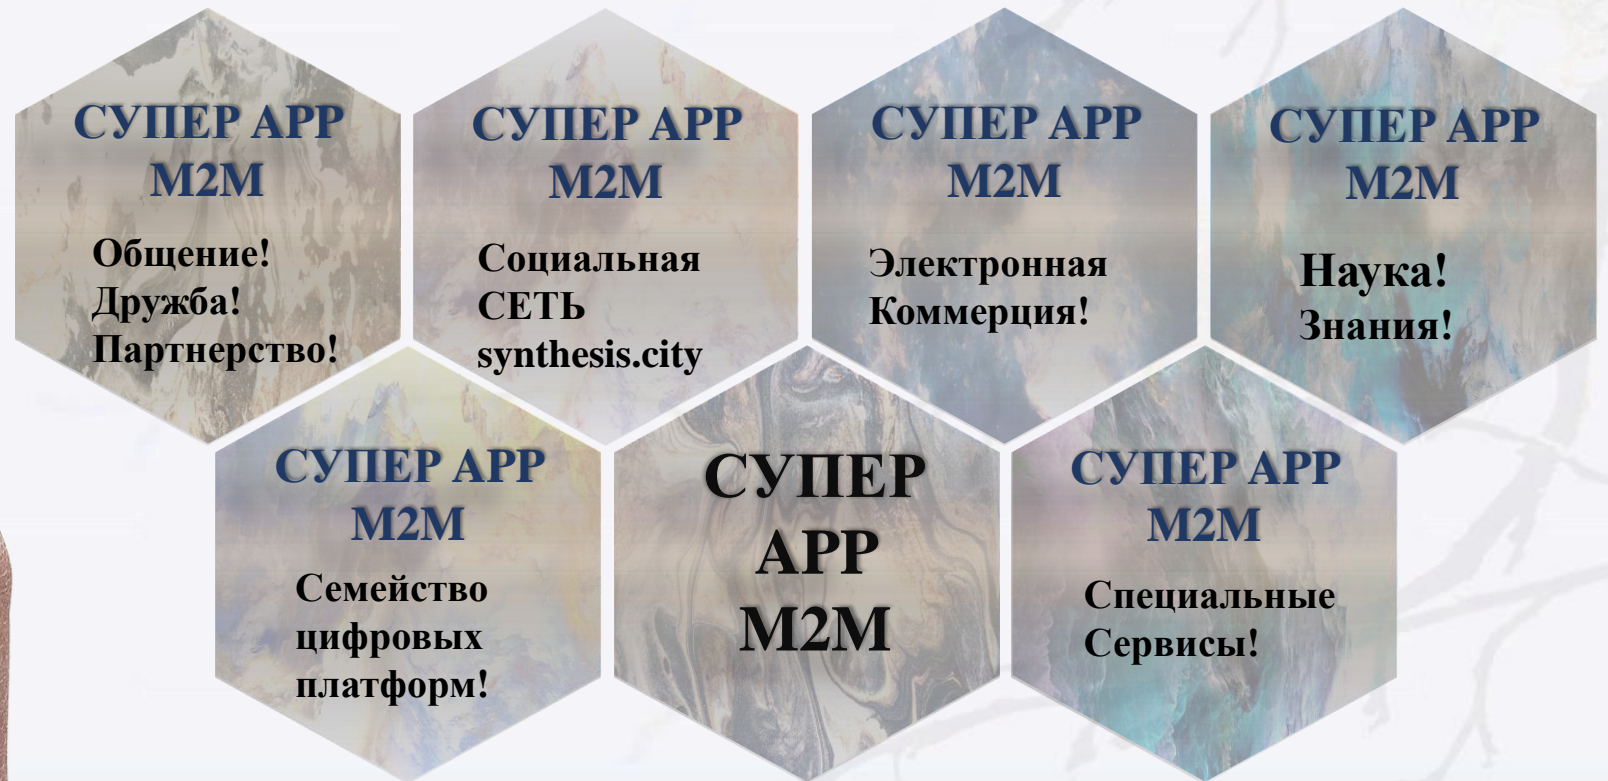 СУПЕР APP
M2M
Общение!
Дружба!
Партнерство!
СУПЕР APP
M2M
Социальная
СЕТЬ
synthesis.city
СУПЕР APP
M2M
Электронная
Коммерция!
СУПЕР APP
M2M
Наука!
Знания!
СУПЕР APP
M2M
Семейство
цифровых
платформ!
СУПЕР
APP
M2M
СУПЕР APP
M2M
Специальные
Сервисы!